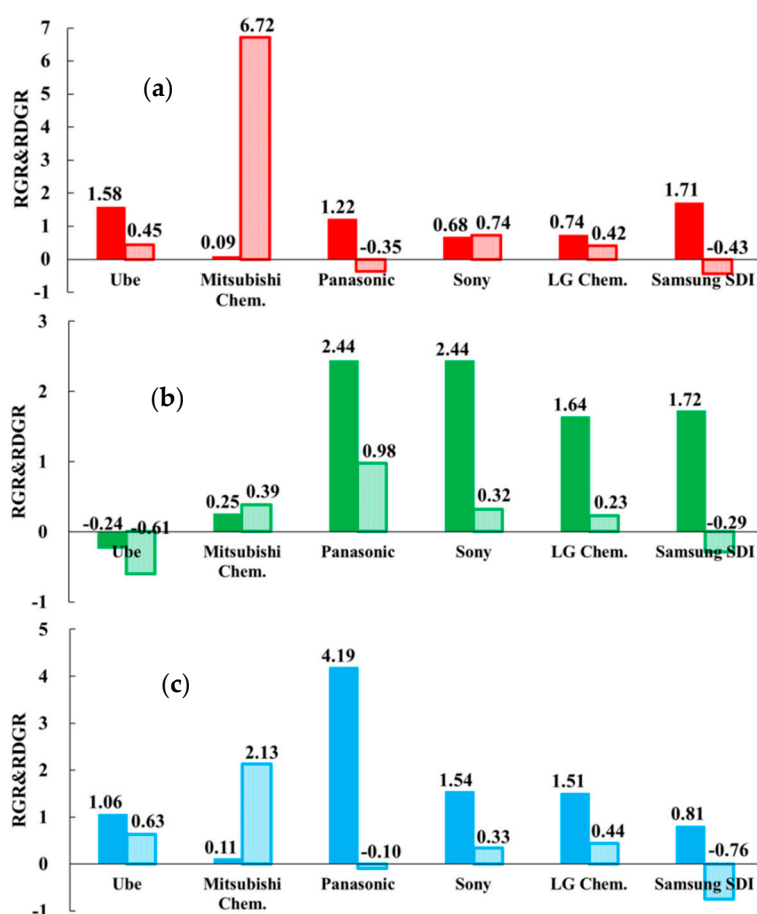 7
6.72
6
(a)
5
4
3
RGR&RDGR
2
1.58
1.22
1.71
1
0.45
0.09
-0.35
0.68
0.74
0.74
0.42
-0.43
0
-1
Ube
Mitsubishi
Chem.
Panasonic
Sony
LG Chem.
Samsung SDI
3
2.44
2.44
(b)
2
1.64
1.72
RGR&RDGR
1
0.98
0.25
0.39
0.32
0.23
-0.29
0
-0.24
-0.61
Ube
Mitsubishi
Chem.
Panasonic
Sony
LG Chem.
Samsung SDI
-1
5
4.19
4
(c)
3
RGR&RDGR
2
2.13
1.54
1.51
1
1.06
0.63
0.11
-0.10
0.33
0.44
0.81
-0.76
0
Ube
Mitsubishi
Chem.
Panasonic
Sony
LG Chem.
Samsung SDI
-1